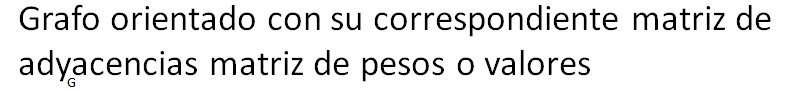 Grafo orientado con su correspondiente matriz de
adyacencias matriz de pesos o valores
G